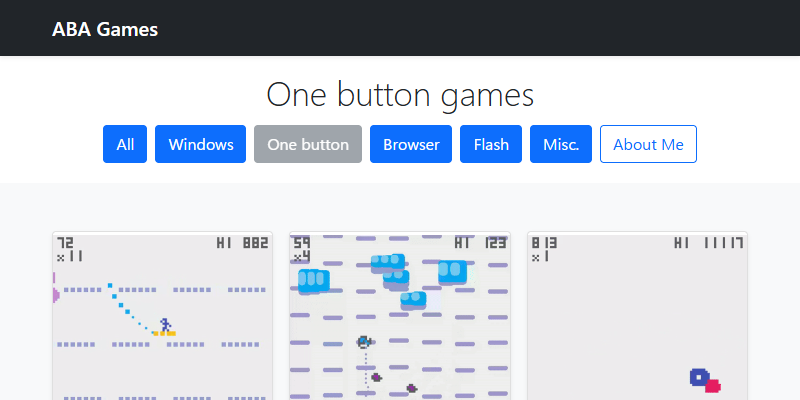 ABA Games
One button games
All Windows One button Browser Flash Misc. About Me
72 HI 882
x11
59 HI 123
x4
813 HI 11117
x1